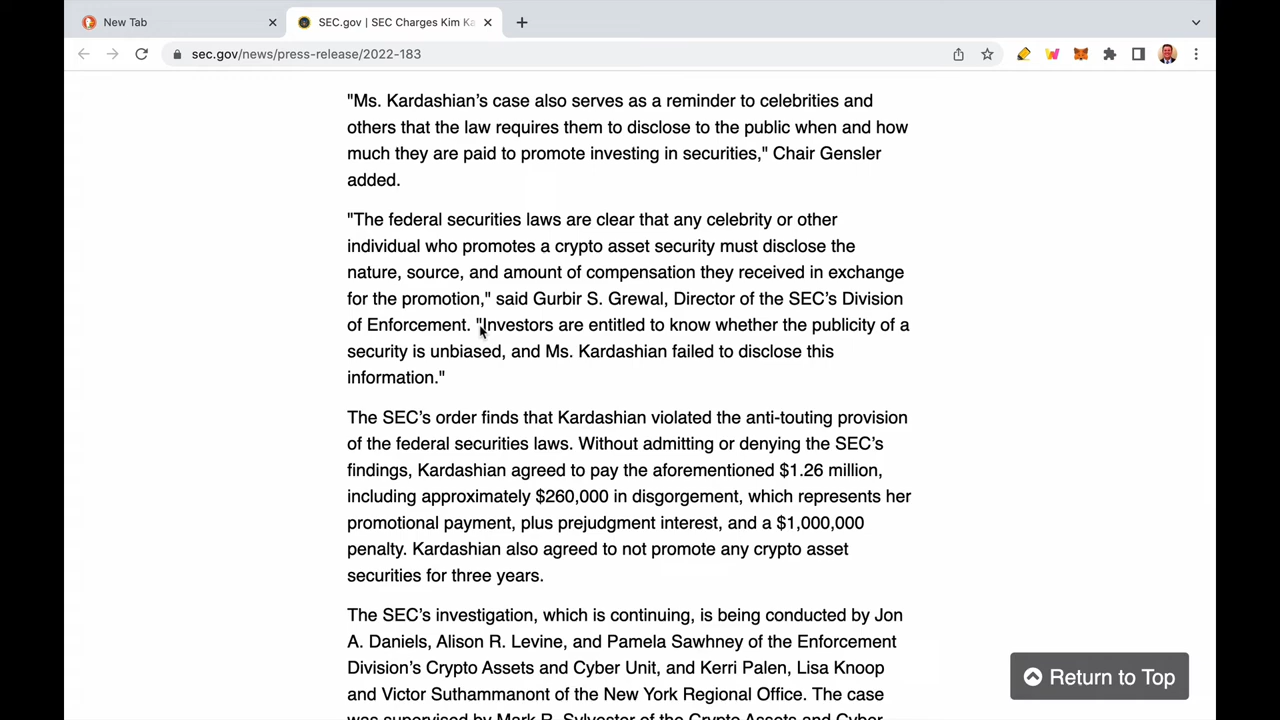 New Tab
SEC.gov | SEC Charges Kim Ka
sec.gov/news/press-release/2022-183
"Ms. Kardashian’s case also serves as a reminder to celebrities and
others that the law requires them to disclose to the public when and how
much they are paid to promote investing in securities," Chair Gensler
added.
"The federal securities laws are clear that any celebrity or other
individual who promotes a crypto asset security must disclose the
nature, source, and amount of compensation they received in exchange
for the promotion," said Gurbir S. Grewal, Director of the SEC’s Division
of Enforcement. "Investors are entitled to know whether the publicity of a
security is unbiased, and Ms. Kardashian failed to disclose this
information."
The SEC’s order finds that Kardashian violated the anti-touting provision
of the federal securities laws. Without admitting or denying the SEC’s
findings, Kardashian agreed to pay the aforementioned $1.26 million,
including approximately $260,000 in disgorgement, which represents her
promotional payment, plus prejudgment interest, and a $1,000,000
penalty. Kardashian also agreed to not promote any crypto asset
securities for three years.
The SEC’s investigation, which is continuing, is being conducted by Jon
A. Daniels, Alison R. Levine, and Pamela Sawhney of the Enforcement
Division’s Crypto Assets and Cyber Unit, and Kerri Palen, Lisa Knoop
and Victor Suthammanont of the New York Regional Office. The case
was supervised by Mark R. Sylvester of the Crypto Assets and Cyber
Return to Top